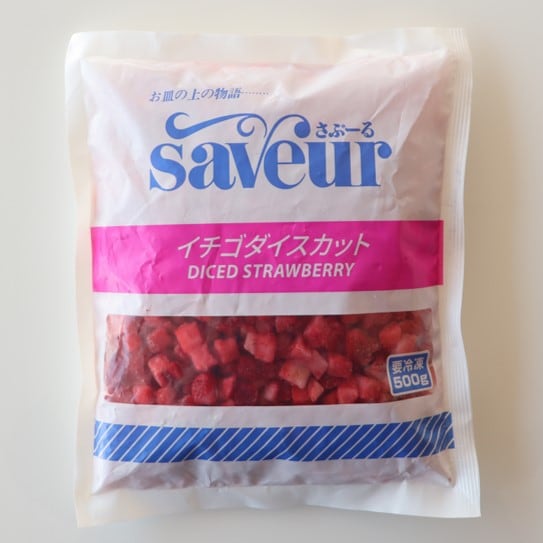 お皿の上の物語………
さぶーる
saveur
イチゴダイスカット
DICED STRAWBERRY
要冷凍
500g